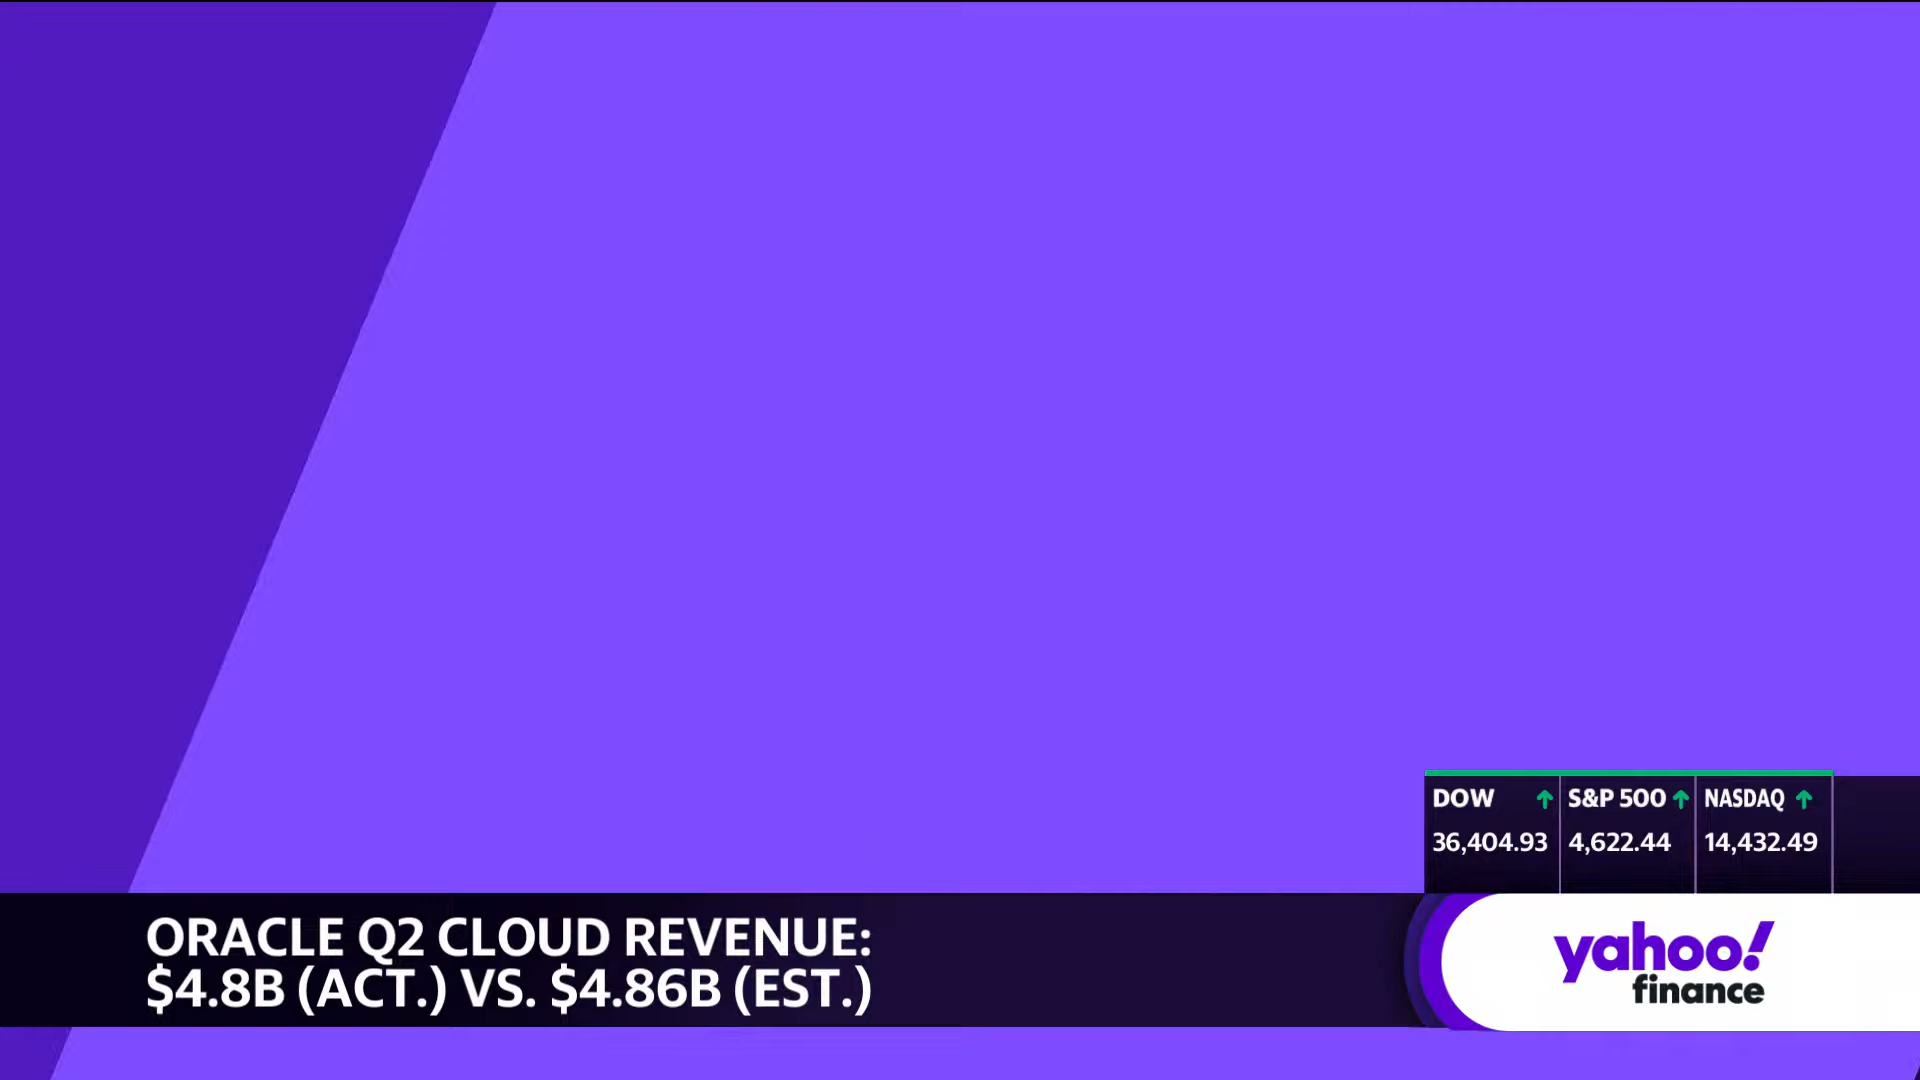 DOW S&P 500 NASDAQ
36,404.93 4,622.44 14,432.49
ORACLE Q2 CLOUD REVENUE:
$4.8B (ACT.) VS. $4.86B (EST.)
yahoo!
finance